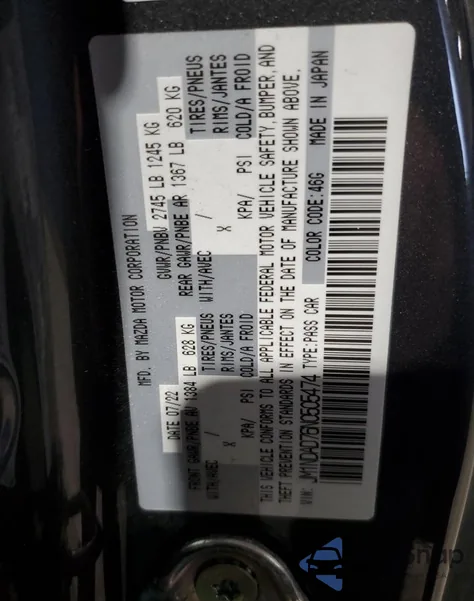 MFD. BY MAZDA MOTOR CORPORATION
DATE 07/22 GVWR/PNBV 2745 LB 1245 KG
FRONT GAWR/PNBE AV 1384 LB 628 KG REAR GAWR/PNBE AR 1367 LB 620 KG
WITH/AVEC TIRES/PNEUS WITH/AVEC TIRES/PNEUS
X RIMS/JANTES X / RIMS/JANTES
KPA/ PSI COLD/A FROID KPA/ PSI COLD/A FROID
THIS VEHICLE CONFORMS TO ALL APPLICABLE FEDERAL MOTOR VEHICLE SAFETY, BUMPER, AND
THEFT PREVENTION STANDARDS IN EFFECT ON THE DATE OF MANUFACTURE SHOWN ABOVE.
VIN: JM1NDAD76N0506474 TYPE:PASS CAR COLOR CODE:46G MADE IN JAPAN